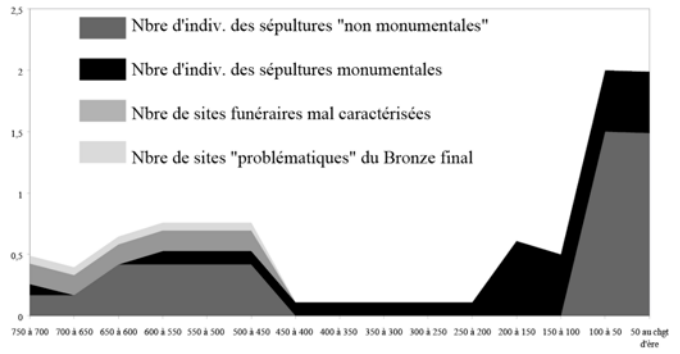 2,5
Nbre d'indiv. des sépultures "non monumentales"
2
Nbre d'indiv. des sépultures monumentales
1,5
Nbre de sites funéraires mal caractérisées
Nbre de sites "problématiques" du Bronze final
1
0,5
0
750 à 700 700 à 650 650 à 600 600 à 550 550 à 500 500 à 450 450 à 400 400 à 350 350 à 300 300 à 250 250 à 200 200 à 150 150 à 100 100 à 50 50 au chgt
d'ère